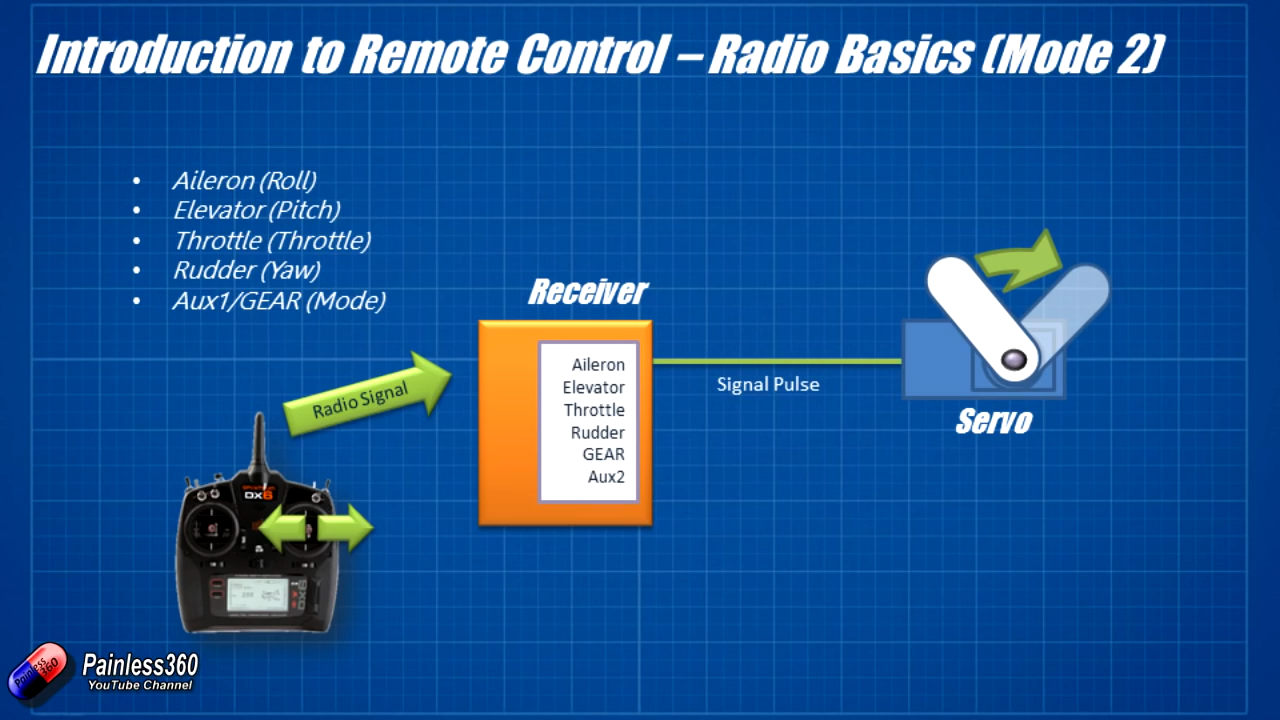 Introduction to Remote Control – Radio Basics (Mode 2)
• Aileron (Roll)
• Elevator (Pitch)
• Throttle (Throttle)
• Rudder (Yaw)
• Aux1/GEAR (Mode)
Receiver
Radio Signal
Aileron
Elevator
Throttle
Rudder
GEAR
Aux2
Signal Pulse
Servo
DX6
Painless360
Painless360
YouTube Channel